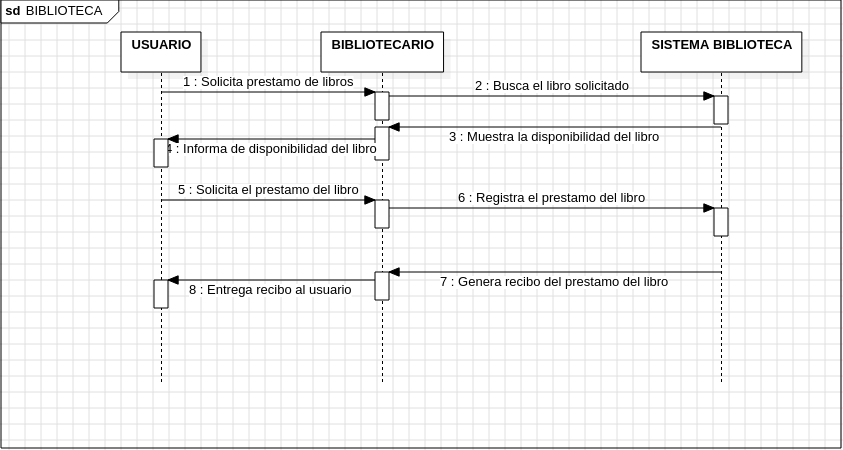 sd BIBLIOTECA
USUARIO
BIBLIOTECARIO
SISTEMA BIBLIOTECA
1 : Solicita prestamo de libros
2 : Busca el libro solicitado
3 : Muestra la disponibilidad del libro
4 : Informa de disponibilidad del libro
5 : Solicita el prestamo del libro
6 : Registra el prestamo del libro
7 : Genera recibo del prestamo del libro
8 : Entrega recibo al usuario